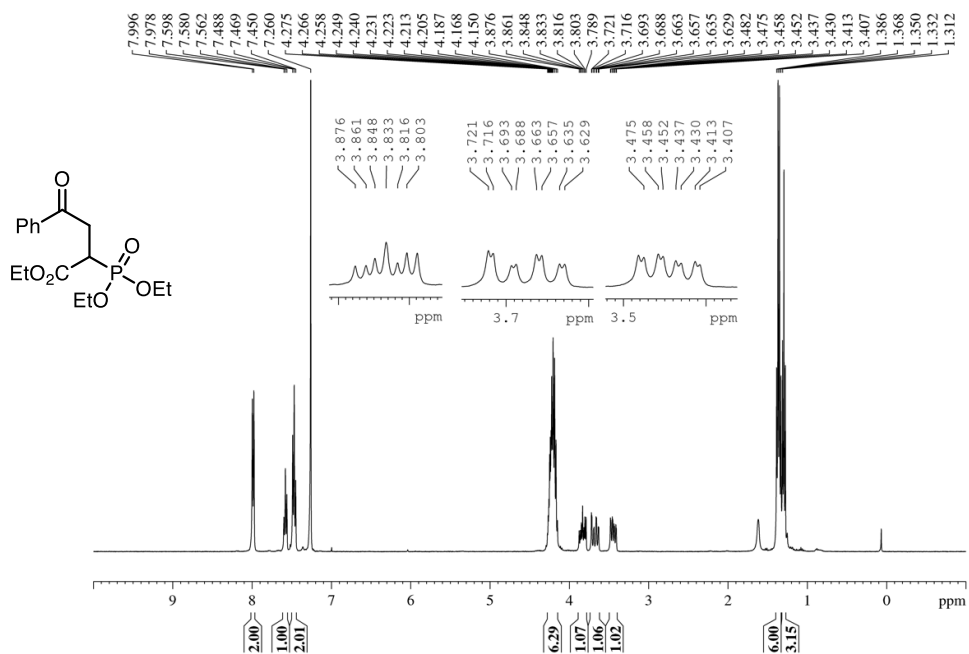 7.996 7.978 7.598 7.580 7.562 7.488 7.469 7.450 7.260 4.275 4.266 4.258 4.249 4.240 4.231 4.223 4.213 4.205 4.187 4.168 4.150 3.876 3.861 3.848 3.833 3.816 3.803 3.789 3.721 3.716 3.693 3.688 3.663 3.657 3.635 3.629 3.482 3.475 3.458 3.452 3.437 3.430 3.413 3.407 1.386 1.368 1.350 1.332 1.312
3.876 3.861 3.848 3.833 3.816 3.803
3.721 3.716 3.693 3.688 3.663 3.657 3.635 3.629
3.475 3.458 3.452 3.437 3.430 3.413 3.407
O
Ph
O
EtO2C
P
EtO
OEt
ppm
3.7 ppm
3.5 ppm
9 8 7 6 5 4 3 2 1 0 ppm
2.00 1.00 2.01 6.29 1.07 1.06 1.02 6.00 3.15